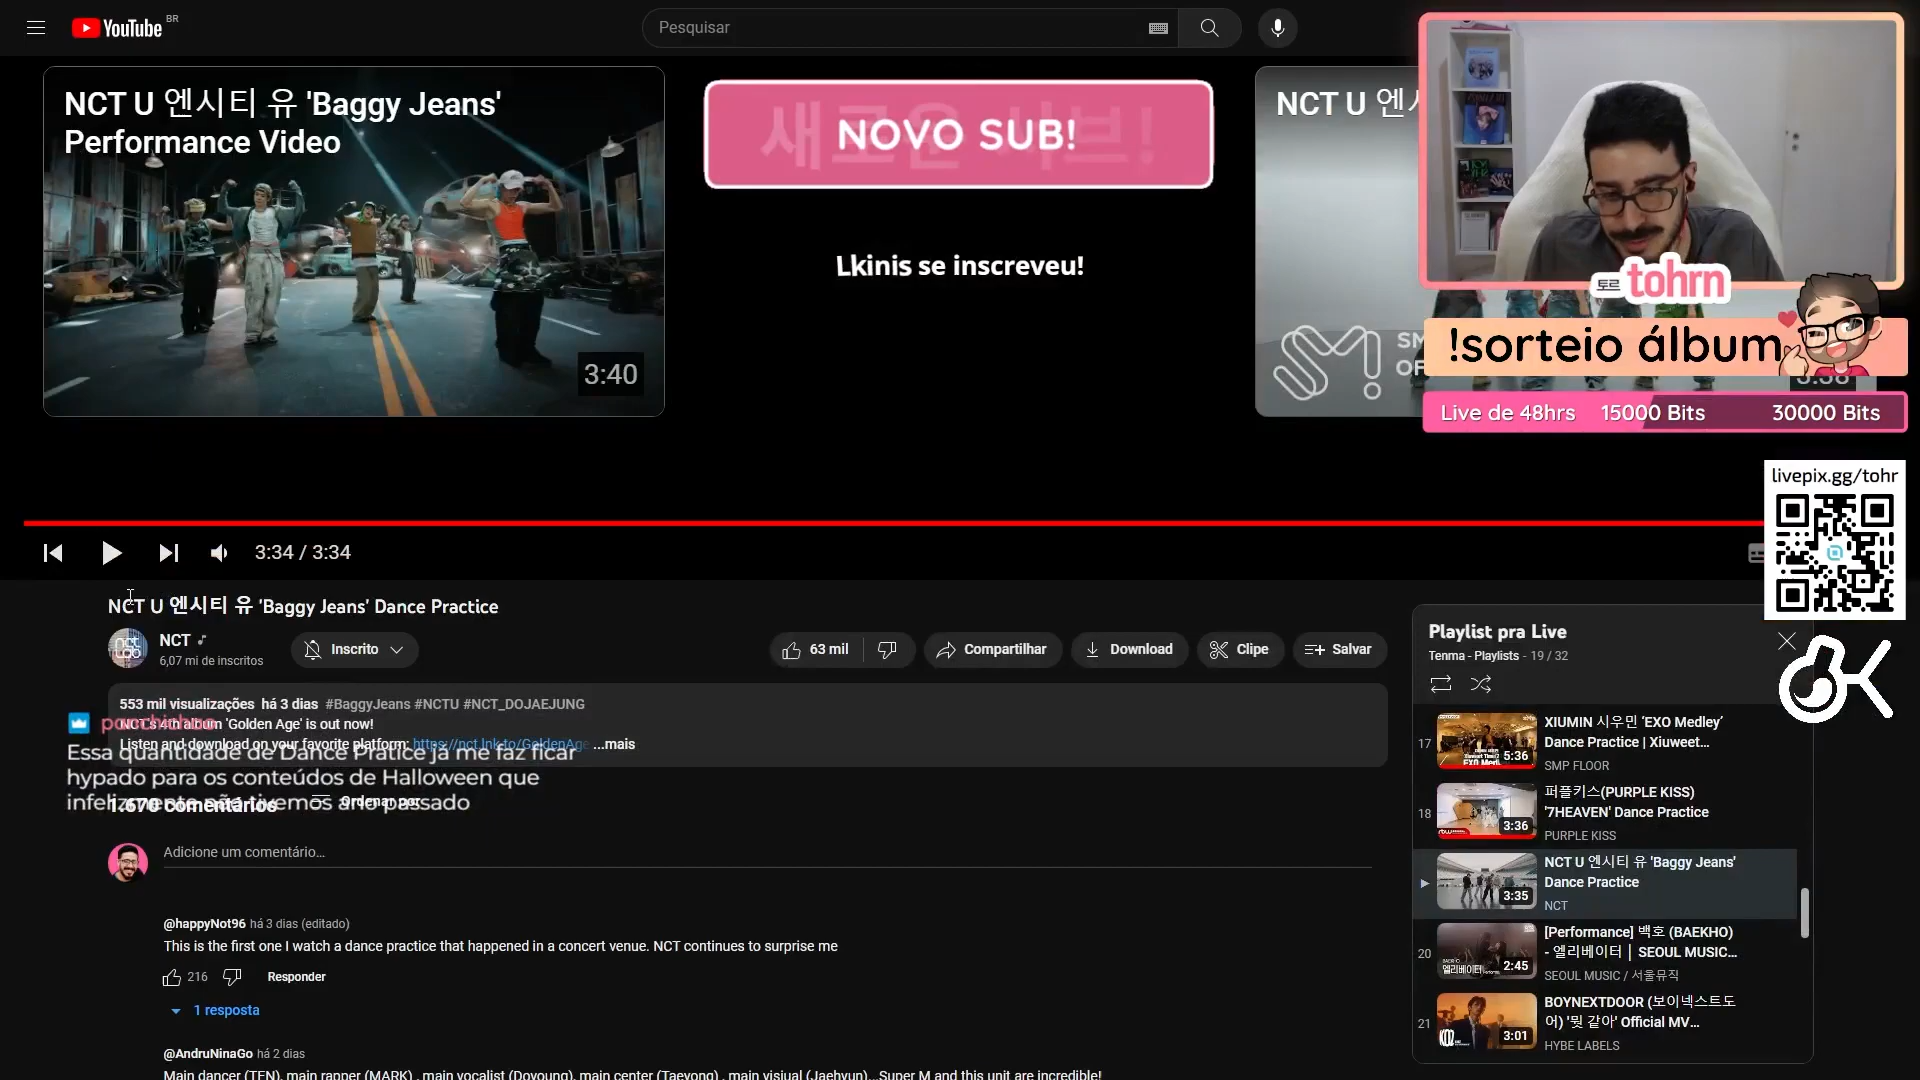 YouTube BR
Pesquisar
NCT U 엔시티 유 'Baggy Jeans'
Performance Video
3:40
NOVO SUB!
Lkinis se inscreveu!
NCT U
SM
OF
토르 tohrn
!sorteio álbum
3:38
Live de 48hrs 15000 Bits 30000 Bits
livepix.gg/tohr
3:34 / 3:34
NCT U 엔시티 유 'Baggy Jeans' Dance Practice
NCT
6,07 mi de inscritos
Inscrito
63 mil
Compartilhar
Download
Clipe
Salvar
553 mil visualizações há 3 dias #BaggyJeans #NCTU #NCT_DOJAEJUNG
NCT's 4th album 'Golden Age' is out now!
Listen and download on your favorite platform: https://nct.lnk.to/GoldenAge ...mais
Essa quantidade de Dance Pratice já me faz ficar
hypado para os conteúdos de Halloween que
infelizmente não tivemos ano passado
1.670 comentários
Ordenar por
Adicione um comentário...
@happyNot96 há 3 dias (editado)
This is the first one I watch a dance practice that happened in a concert venue. NCT continues to surprise me
216 Responder
1 resposta
@AndruNinaGo há 2 dias
Main dancer (TEN), main rapper (MARK) , main vocalist (Doyoung), main center (Taeyong) , main visiual (Jaehyun)...Super M and this unit are incredible!
Playlist pra Live
Tenma - Playlists - 19 / 32
17
5:36
XIUMIN 시우민 ‘EXO Medley’
Dance Practice | Xiuweet...
SMP FLOOR
18
3:36
퍼플키스(PURPLE KISS)
'7HEAVEN' Dance Practice
PURPLE KISS
3:35
NCT U 엔시티 유 'Baggy Jeans'
Dance Practice
NCT
20
2:45
[Performance] 백호 (BAEKHO)
- 엘리베이터 | SEOUL MUSIC...
SEOUL MUSIC / 서울뮤직
21
3:01
BOYNEXTDOOR (보이넥스트도
어) '뭣 같아' Official MV...
HYBE LABELS